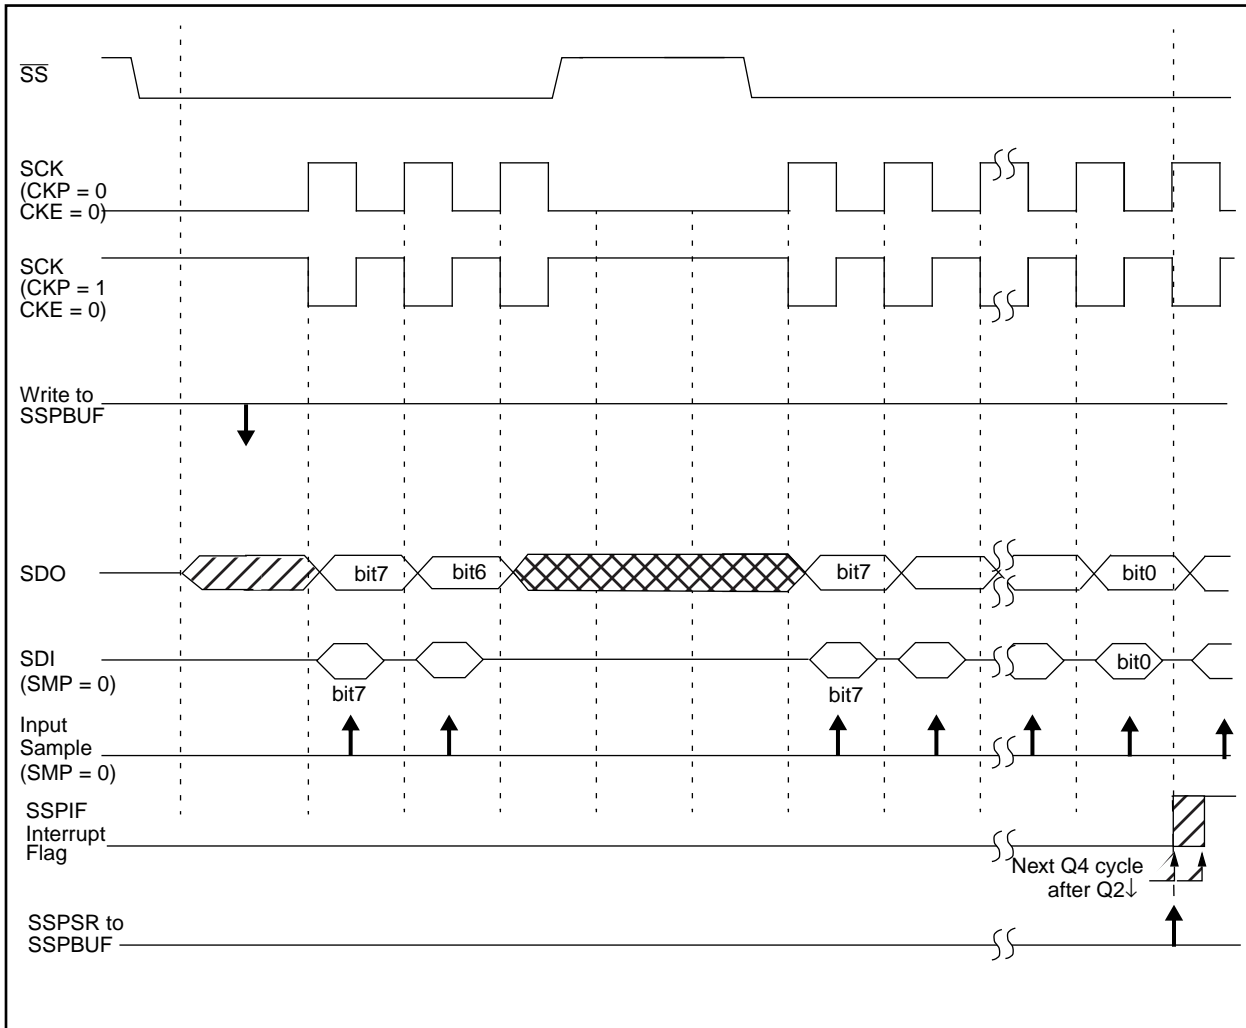 SS
SCK
(CKP = 0
CKE = 0)
SCK
(CKP = 1
CKE = 0)
Write to
SSPBUF
SDO
bit7
bit6
bit7
bit0
SDI
(SMP = 0)
bit7
bit7
bit0
Input
Sample
(SMP = 0)
SSPIF
Interrupt
Flag
Next Q4 cycle
after Q2↓
SSPSR to
SSPBUF